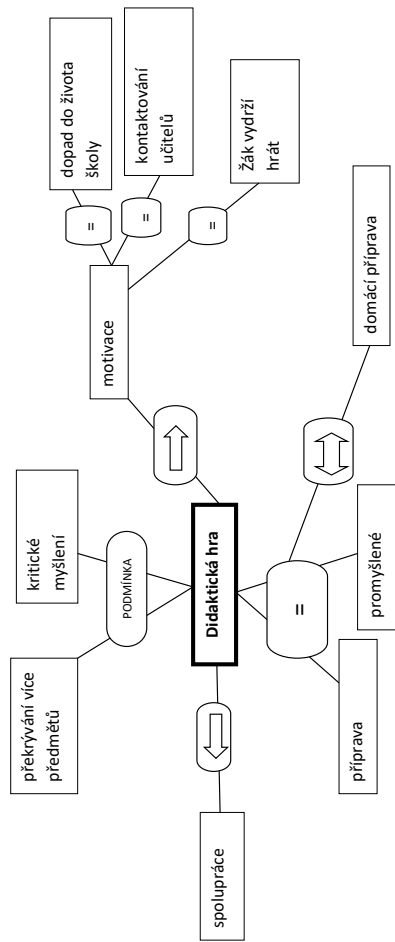 překrývání více
předmětů
kritické
myšlení
PODMÍNKA
motivace
=
dopad do života
školy
=
kontaktování
učitelů
=
Žák vydrží
hrát
Didaktická hra
spolupráce
=
příprava
promyšlené
domácí příprava